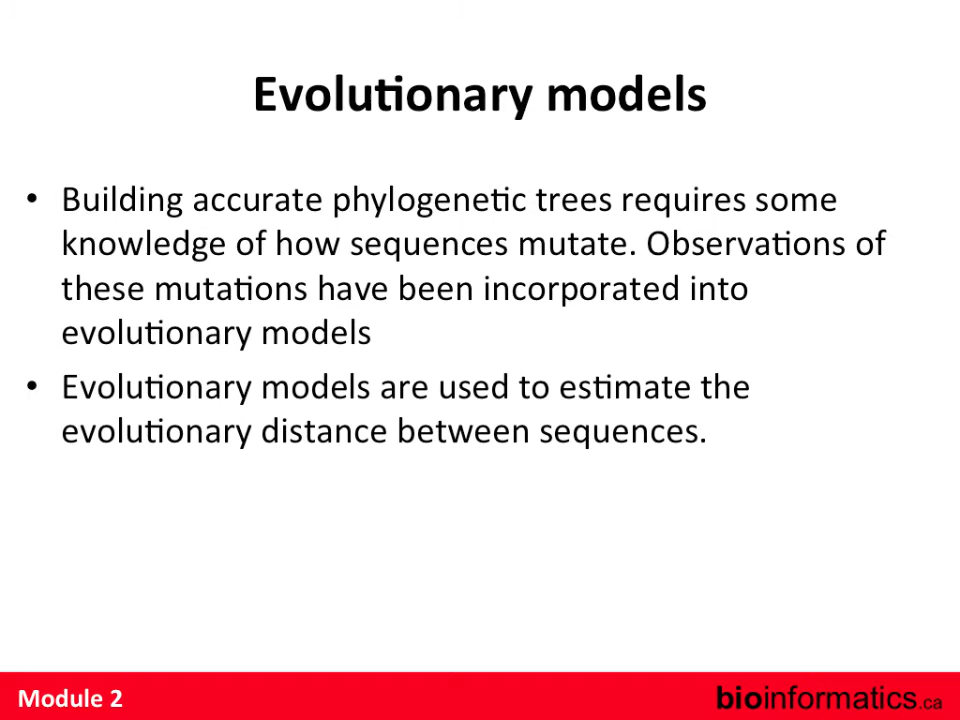 Evolutionary models
• Building accurate phylogenetic trees requires some
knowledge of how sequences mutate. Observations of
these mutations have been incorporated into
evolutionary models
• Evolutionary models are used to estimate the
evolutionary distance between sequences.
Module 2
bioinformatics.ca